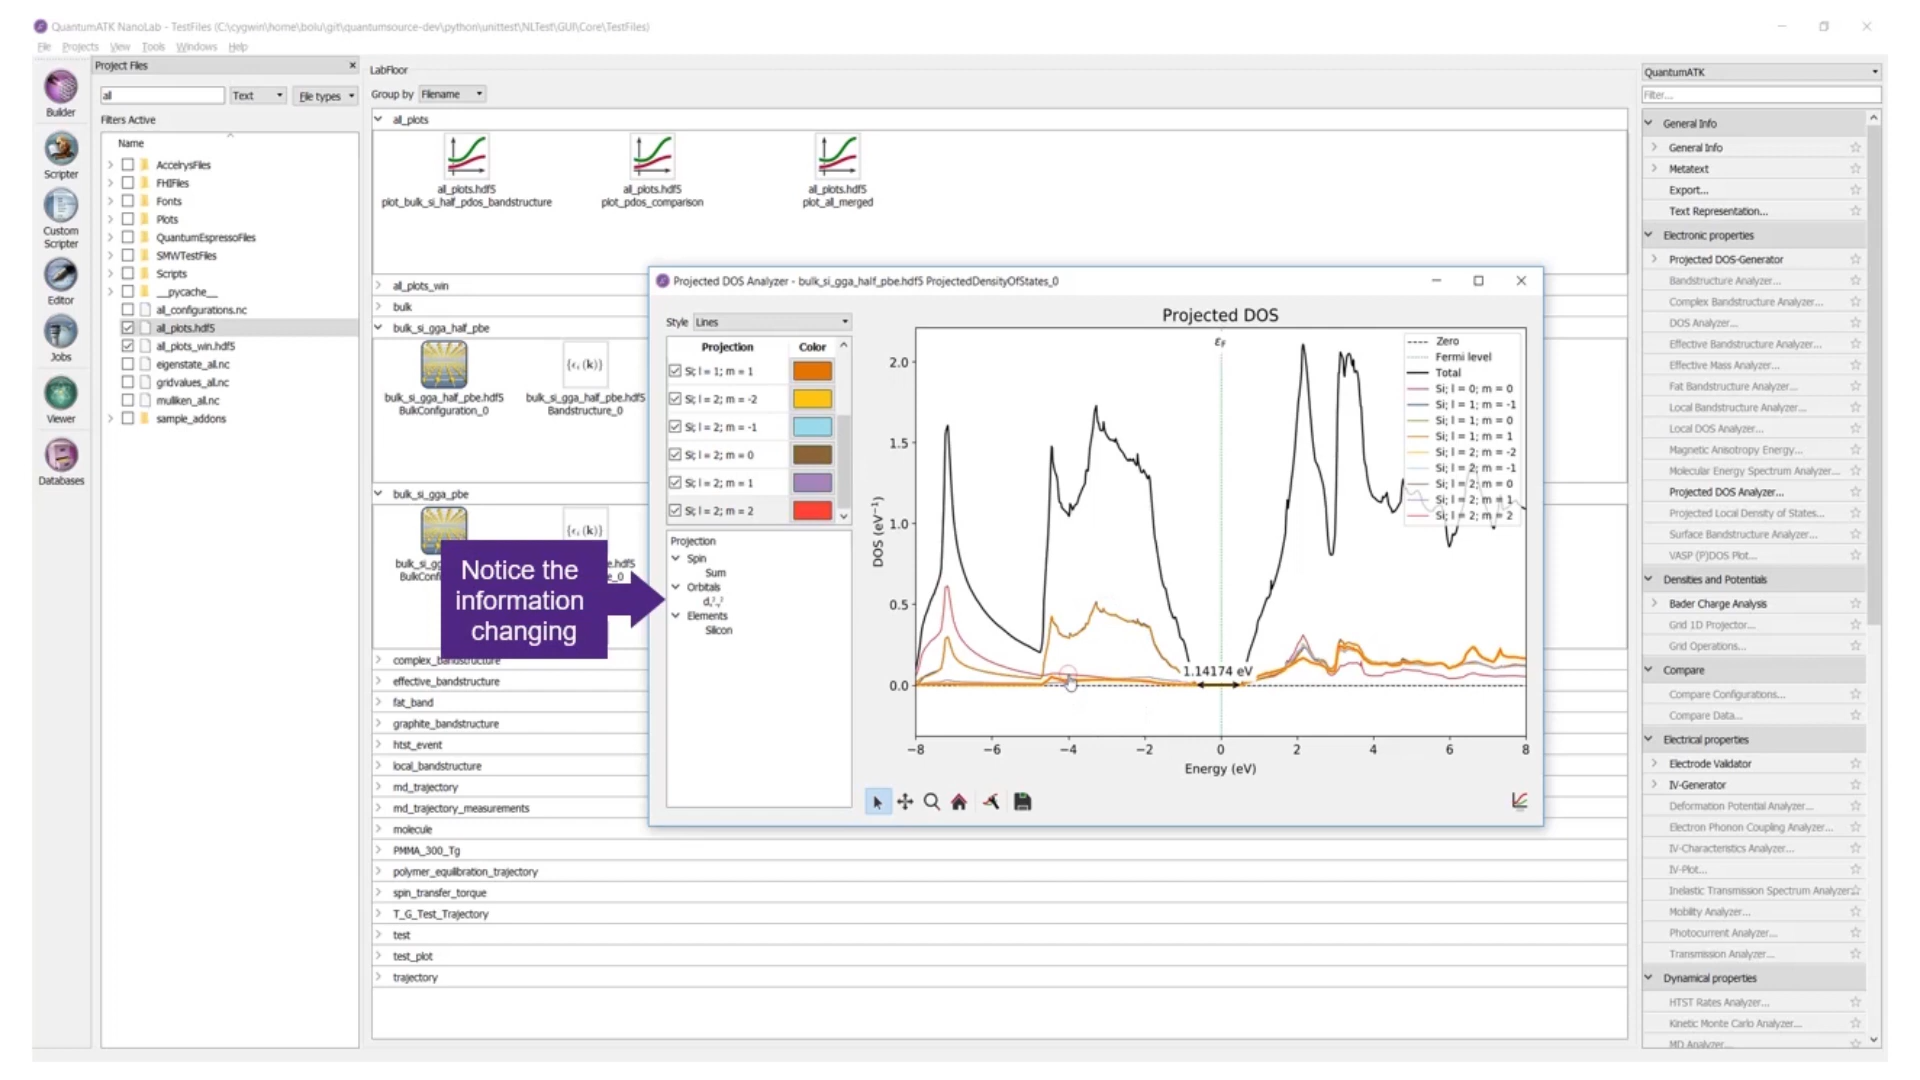 QuantumATK NanoLab - TestFiles (C:\cygwin\home\bolu\git\quantumsource-dev\python\unittest\NLTest\GUI\Core\TestFiles)
File Projects View Tools Windows Help
Project Files
all Text File types
Filters Active
Name
AccelrysFiles
FHIFiles
Fonts
Plots
QuantumEspressoFiles
SMWTestFiles
Scripts
__pycache__
all_configurations.nc
all_plots.hdf5
all_plots_win.hdf5
eigenstate_all.nc
gridvalues_all.nc
mulliken_all.nc
sample_addons
Builder
Scripter
Custom
Scripter
Editor
Jobs
Viewer
Databases
LabFloor
Group by Filename
all_plots
all_plots.hdf5
plot_bulk_si_half_pdos_bandstructure
all_plots.hdf5
plot_pdos_comparison
all_plots.hdf5
plot_all_merged
all_plots_win
bulk
bulk_si_gga_half_pbe
bulk_si_gga_half_pbe.hdf5
BulkConfiguration_0
bulk_si_gga_half_pbe.hdf5
Bandstructure_0
bulk_si_gga_pbe
Notice the
information
changing
complex_bandstructure
effective_bandstructure
fat_band
graphite_bandstructure
htst_event
local_bandstructure
md_trajectory
md_trajectory_measurements
molecule
PMMA_300_Tg
polymer_equilibration_trajectory
spin_transfer_torque
T_G_Test_Trajectory
test
test_plot
trajectory
Projected DOS Analyzer - bulk_si_gga_half_pbe.hdf5 ProjectedDensityOfStates_0
Style Lines
Projection Color
Si; l = 1; m = 1
Si; l = 2; m = -2
Si; l = 2; m = -1
Si; l = 2; m = 0
Si; l = 2; m = 1
Si; l = 2; m = 2
Projection
Spin
Sum
Orbitals
Elements
Silicon
Projected DOS
εF
Zero
Fermi level
Total
Si; l = 0; m = 0
Si; l = 1; m = -1
Si; l = 1; m = 0
Si; l = 1; m = 1
Si; l = 2; m = -2
Si; l = 2; m = -1
Si; l = 2; m = 0
Si; l = 2; m = 1
Si; l = 2; m = 2
2.0
1.5
1.0
0.5
0.0
DOS (eV⁻¹)
1.14174 eV
−8 −6 −4 −2 0 2 4 6 8
Energy (eV)
QuantumATK
Filter...
General Info
General Info
Metatext
Export...
Text Representation...
Electronic properties
Projected DOS-Generator
Bandstructure Analyzer...
Complex Bandstructure Analyzer...
DOS Analyzer...
Effective Bandstructure Analyzer...
Effective Mass Analyzer...
Fat Bandstructure Analyzer...
Local Bandstructure Analyzer...
Local DOS Analyzer...
Magnetic Anisotropy Energy...
Molecular Energy Spectrum Analyzer...
Projected DOS Analyzer...
Projected Local Density of States...
Surface Bandstructure Analyzer...
VASP (P)DOS Plot...
Densities and Potentials
Bader Charge Analysis
Grid 1D Projector...
Grid Operations...
Compare
Compare Configurations...
Compare Data...
Electrical properties
Electrode Validator
IV-Generator
Deformation Potential Analyzer...
Electron Phonon Coupling Analyzer...
IV-Characteristics Analyzer...
IV-Plot...
Inelastic Transmission Spectrum Analyzer
Mobility Analyzer...
Photocurrent Analyzer...
Transmission Analyzer...
Dynamical properties
HTST Rates Analyzer...
Kinetic Monte Carlo Analyzer...
MD Analyzer...